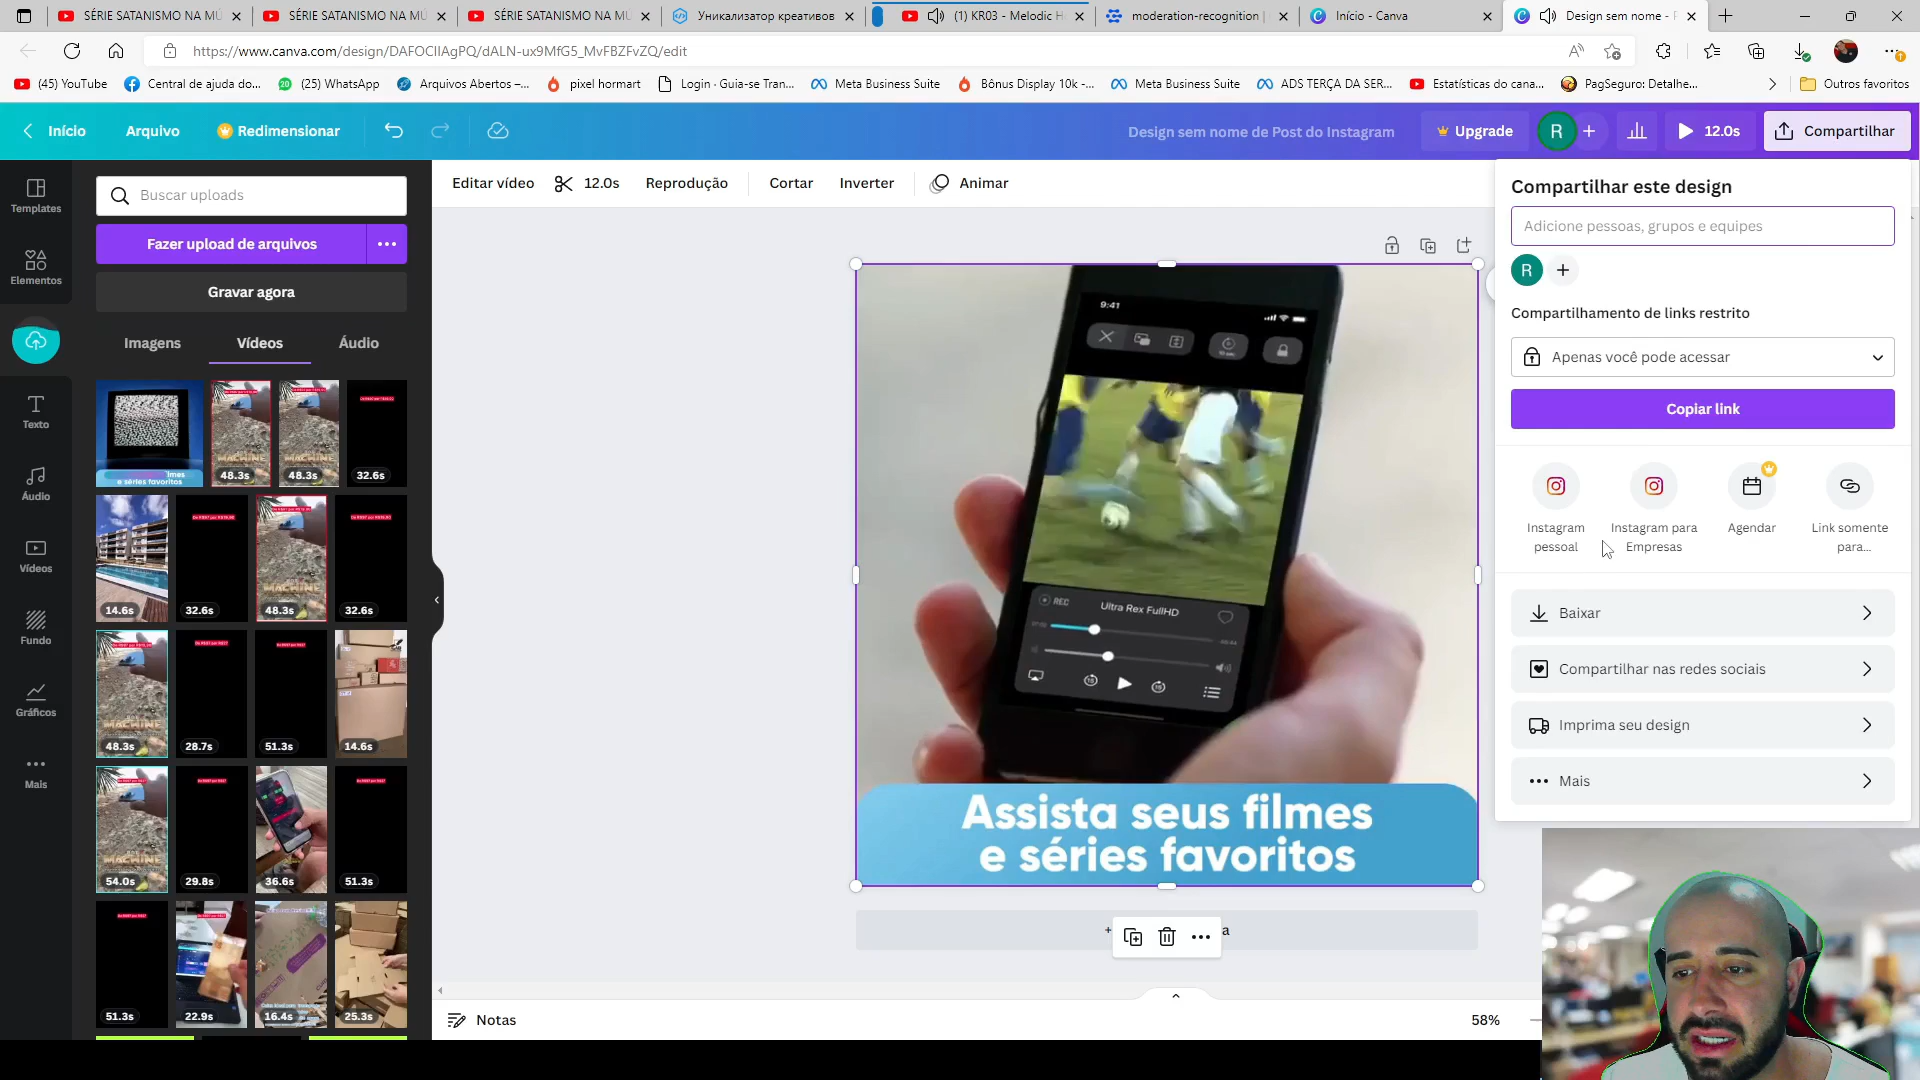 SÉRIE SATANISMO NA MÚ
SÉRIE SATANISMO NA MÚ
SÉRIE SATANISMO NA MÚ
Уникализатор креативов
(1) KR03 - Melodic H
moderation-recognition |
Início - Canva
Design sem nome - P
https://www.canva.com/design/DAFOCIIAgPQ/dALN-ux9MfG5_MvFBZFvZQ/edit
(45) YouTube
Central de ajuda do...
(25) WhatsApp
Arquivos Abertos –...
pixel hormart
Login · Guia-se Tran...
Meta Business Suite
Bônus Display 10k -...
Meta Business Suite
ADS TERÇA DA SER...
Estatísticas do cana...
PagSeguro: Detalhe...
Outros favoritos
Início
Arquivo
Redimensionar
Design sem nome de Post do Instagram
Upgrade
R
12.0s
Compartilhar
Templates
Elementos
Texto
Áudio
Vídeos
Fundo
Gráficos
Mais
Buscar uploads
Fazer upload de arquivos
Gravar agora
Imagens
Vídeos
Áudio
e séries favoritos
48.3s
48.3s
32.6s
14.6s
32.6s
48.3s
32.6s
48.3s
28.7s
51.3s
14.6s
54.0s
29.8s
36.6s
51.3s
51.3s
22.9s
16.4s
25.3s
MACHINE
Editar vídeo
12.0s
Reprodução
Cortar
Inverter
Animar
9:41
REC
Ultra Rex FullHD
Assista seus filmes
e séries favoritos
Notas
58%
Compartilhar este design
Adicione pessoas, grupos e equipes
R
Compartilhamento de links restrito
Apenas você pode acessar
Copiar link
Instagram
pessoal
Instagram para
Empresas
Agendar
Link somente
para...
Baixar
Compartilhar nas redes sociais
Imprima seu design
Mais